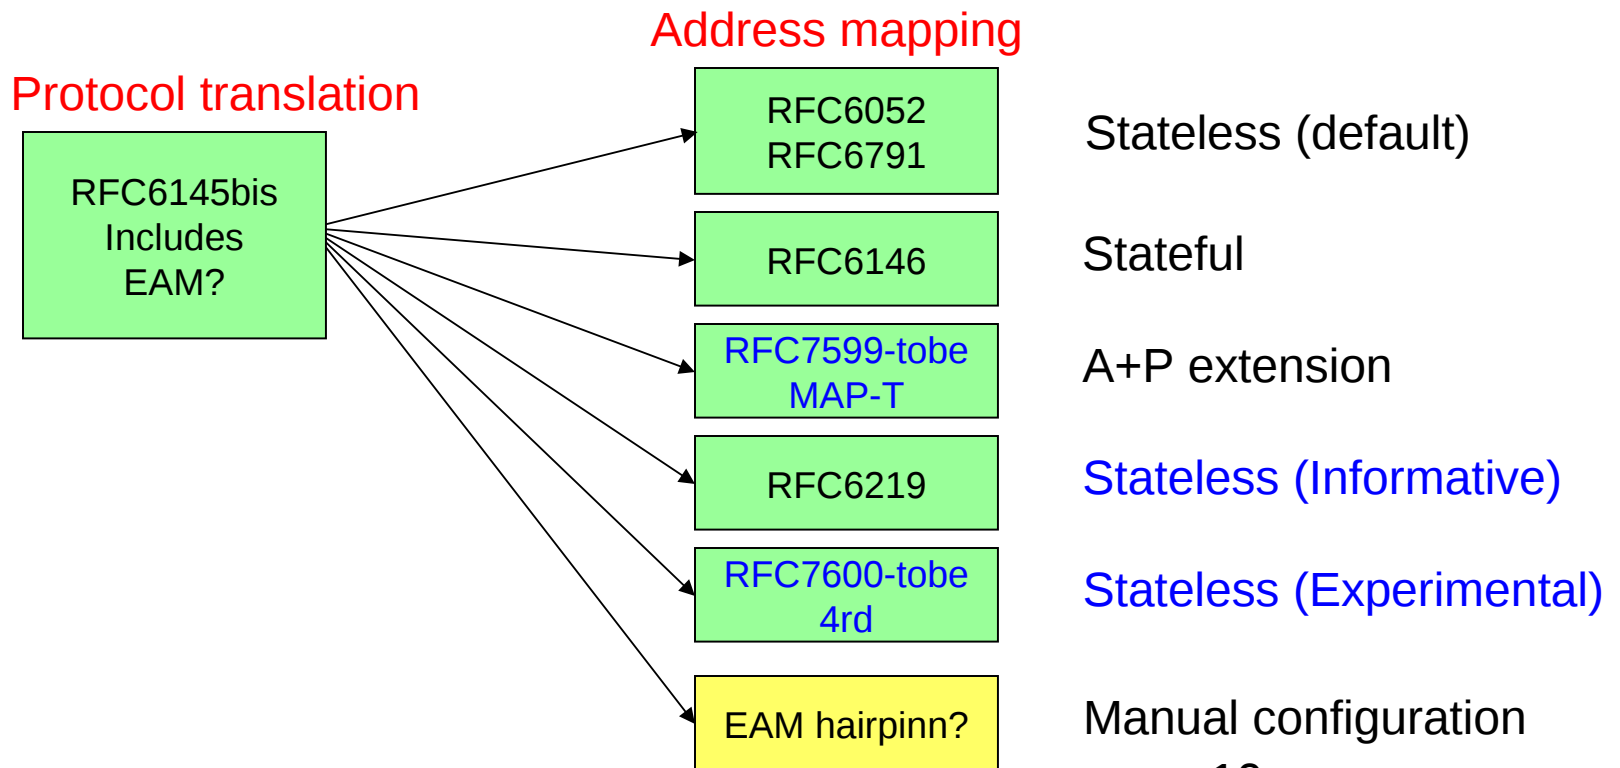 Address mapping
Protocol translation
RFC6145bis
Includes
EAM?
RFC6052
RFC6791
Stateless (default)
RFC6146
Stateful
RFC7599-tobe
MAP-T
A+P extension
RFC6219
Stateless (Informative)
RFC7600-tobe
4rd
Stateless (Experimental)
EAM hairpinn?
Manual configuration